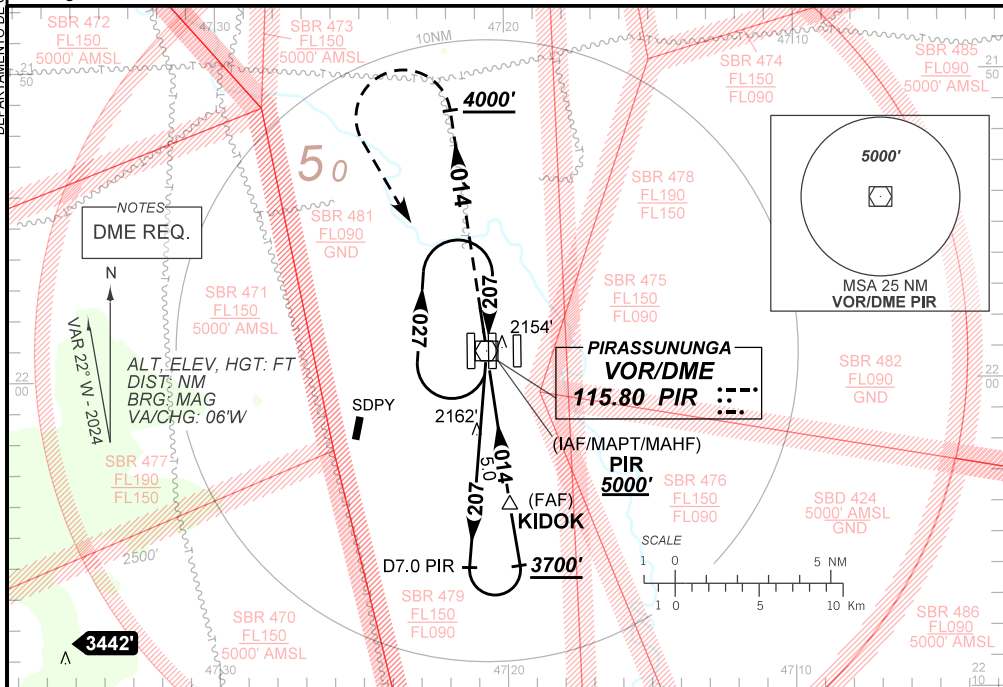 SBR 472
FL150
5000' AMSL
47 30
SBR 473
FL150
5000' AMSL
10NM
47 20
47 10
SBR 474
FL150
FL090
SBR 485
FL090
5000' AMSL
21
50
21
50
4000'
5 0
014
SBR 478
FL190
FL150
5000'
MSA 25 NM
VOR/DME PIR
NOTES
DME REQ.
SBR 481
FL090
GND
N
VAR 22° W - 2024
SBR 471
FL150
5000' AMSL
ALT, ELEV, HGT: FT
DIST: NM
BRG: MAG
VA/CHG: 06'W
207
027
SBR 475
FL150
FL090
2154'
PIRASSUNUNGA
VOR/DME
115.80 PIR
SBR 482
FL090
GND
22
00
22
00
SDPY
2162'
(IAF/MAPT/MAHF)
PIR
5000'
SBR 477
FL190
FL150
014
5.0
207
(FAF)
KIDOK
SBR 476
FL150
FL090
SBD 424
5000' AMSL
GND
2500'
D7.0 PIR
3700'
SCALE
1 0 5 NM
1 0 5 10 Km
SBR 479
FL150
FL090
SBR 470
FL150
5000' AMSL
SBR 486
FL090
5000' AMSL
3442'
47 30
47 20
47 10
22
10